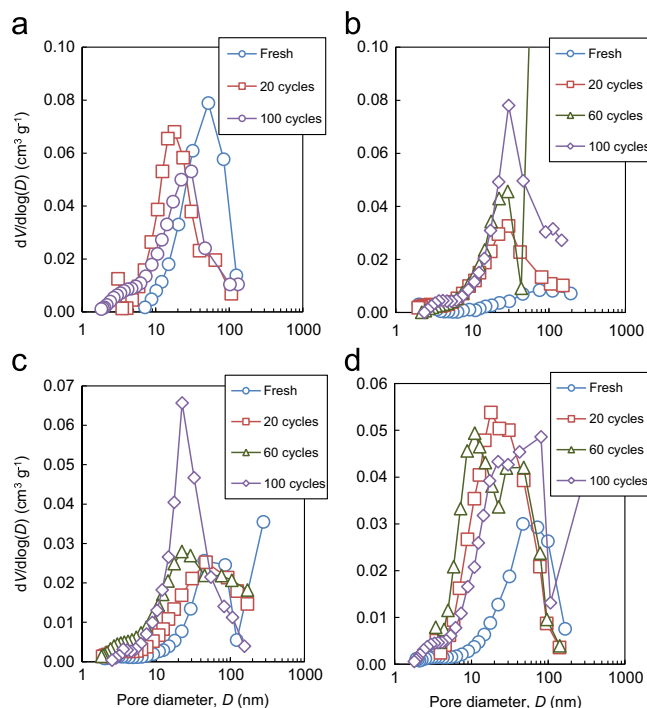 a
0.10
0.08
0.06
0.04
0.02
0.00
1
10
100
1000
dV/dlog(D) (cm³ g⁻¹)
Fresh
20 cycles
100 cycles
b
0.10
0.08
0.06
0.04
0.02
0.00
1
10
100
1000
Fresh
20 cycles
60 cycles
100 cycles
c
0.07
0.06
0.05
0.04
0.03
0.02
0.01
0.00
1
10
100
1000
dV/dlog(D) (cm³ g⁻¹)
Pore diameter, D (nm)
Fresh
20 cycles
60 cycles
100 cycles
d
0.06
0.05
0.04
0.03
0.02
0.01
0.00
1
10
100
1000
Pore diameter, D (nm)
Fresh
20 cycles
60 cycles
100 cycles